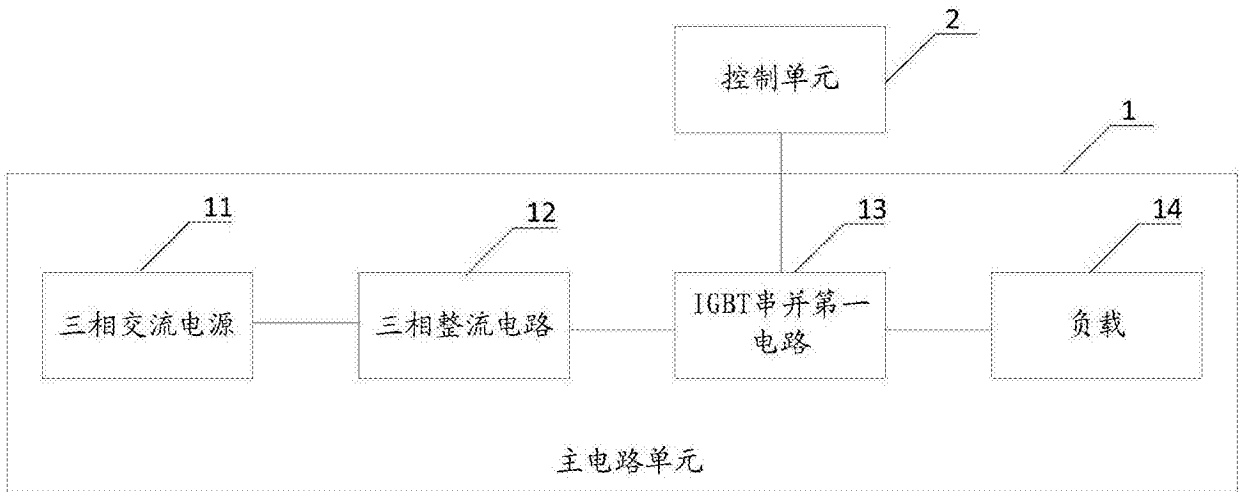 2
控制单元
1
11
12
13
14
三相交流电源
三相整流电路
IGBT串并第一
电路
负载
主电路单元